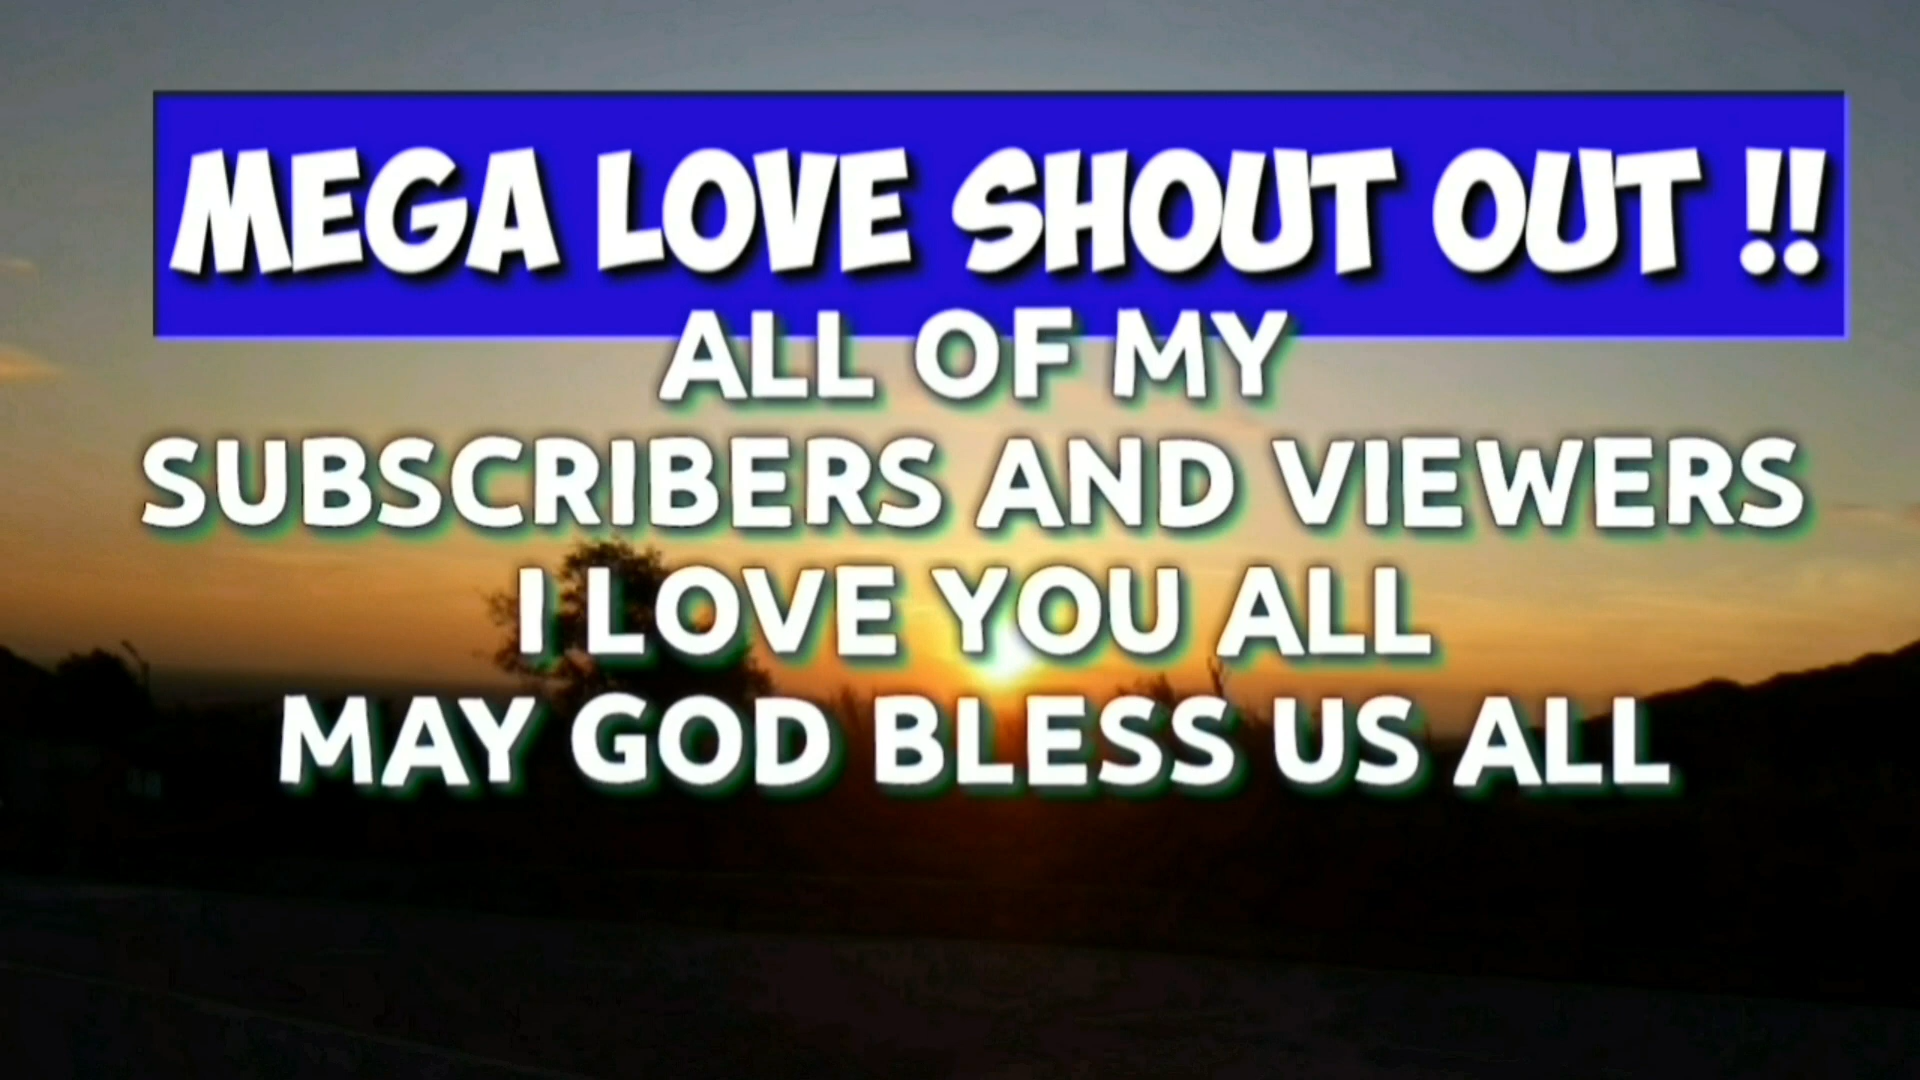 MEGA LOVE SHOUT OUT !!
ALL OF MY
SUBSCRIBERS AND VIEWERS
I LOVE YOU ALL
MAY GOD BLESS US ALL